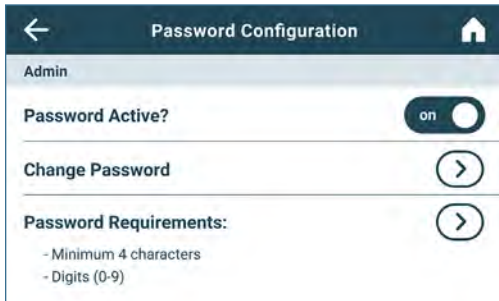 Password Configuration
Admin
Password Active?
on
Change Password
Password Requirements:
- Minimum 4 characters
- Digits (0-9)